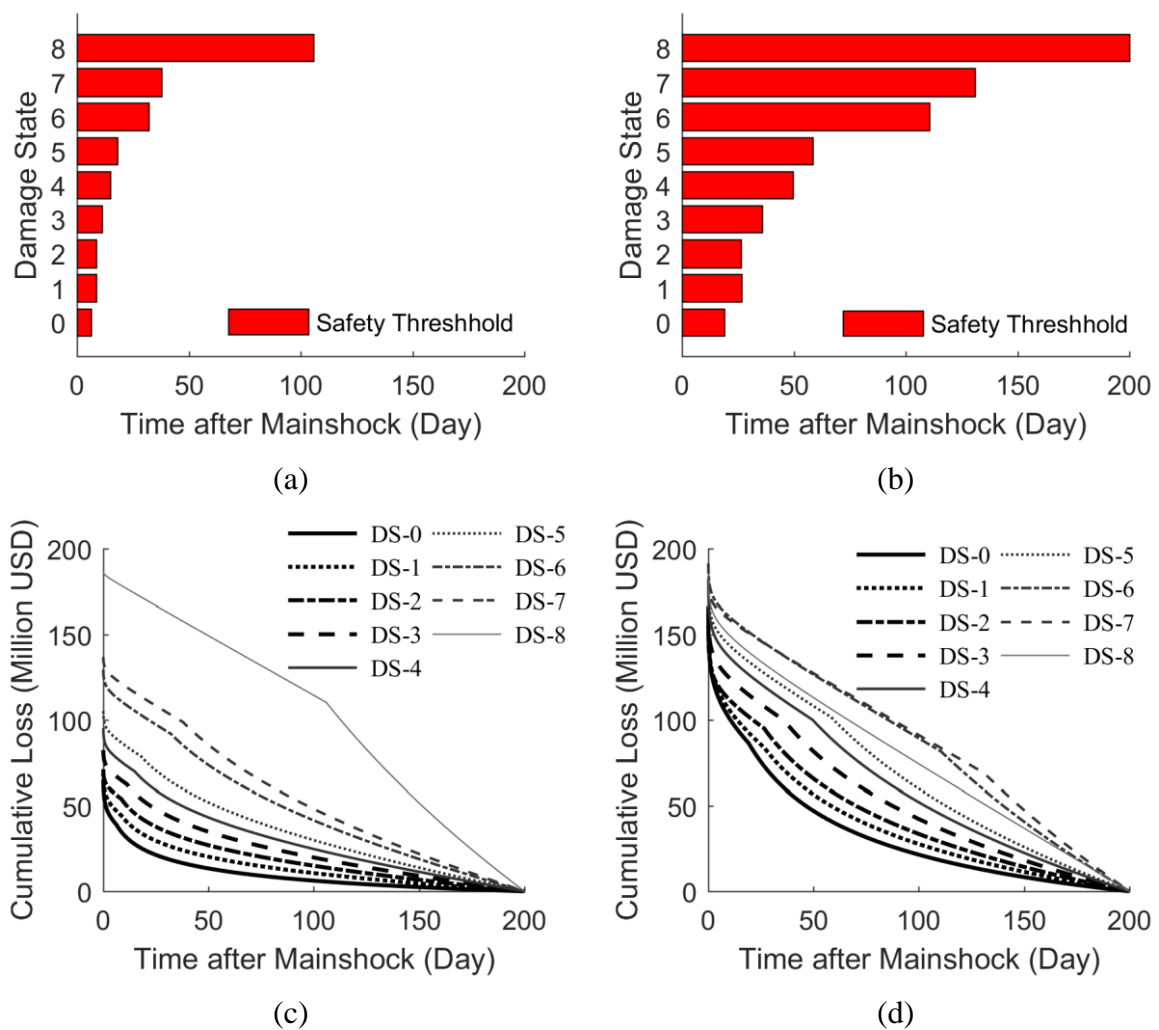 8
7
6
5
4
3
2
1
0
Damage State
Safety Threshhold
0 50 100 150 200
Time after Mainshock (Day)
(a)
8
7
6
5
4
3
2
1
0
Damage State
Safety Threshhold
0 50 100 150 200
Time after Mainshock (Day)
(b)
200
150
100
50
0
Cumulative Loss (Million USD)
DS-0 DS-5
DS-1 DS-6
DS-2 DS-7
DS-3 DS-8
DS-4
0 50 100 150 200
Time after Mainshock (Day)
(c)
200
150
100
50
0
Cumulative Loss (Million USD)
DS-0 DS-5
DS-1 DS-6
DS-2 DS-7
DS-3 DS-8
DS-4
0 50 100 150 200
Time after Mainshock (Day)
(d)